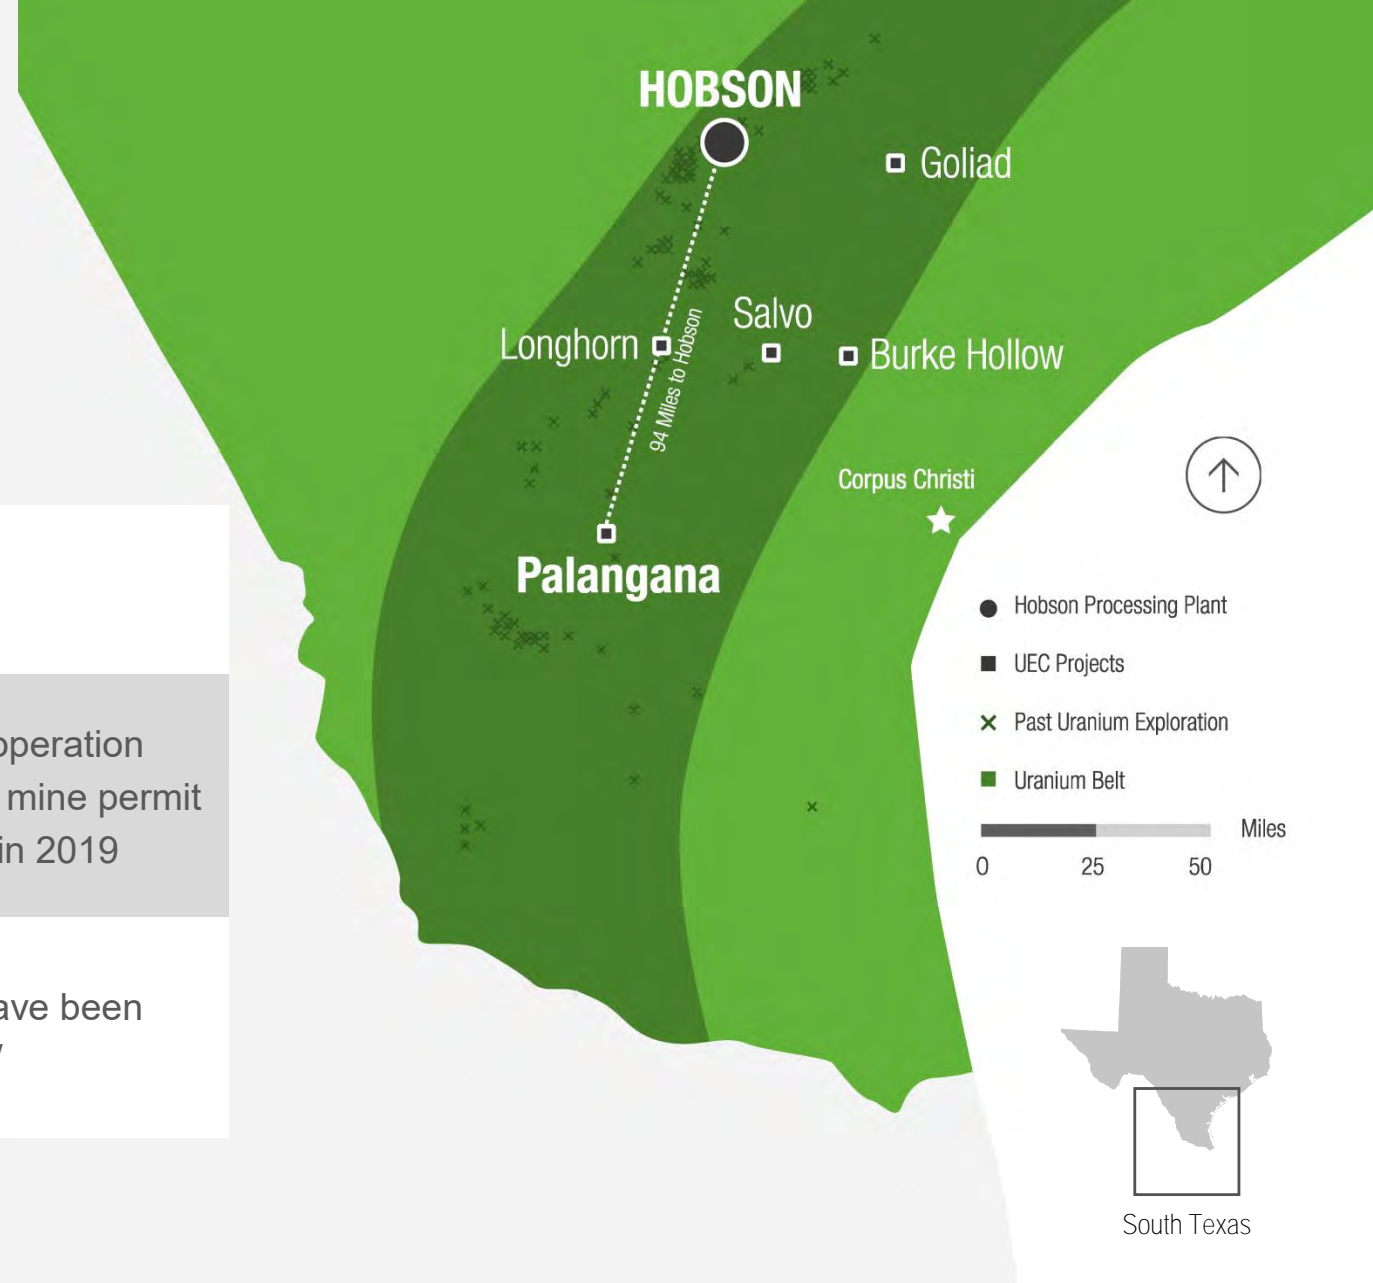 HOBSON
Goliad
Salvo
Longhorn
Burke Hollow
94 Miles to Hobson
Corpus Christi
Palangana
Hobson Processing Plant
UEC Projects
Past Uranium Exploration
Uranium Belt
Miles
0 25 50
operation
mine permit
in 2019
ave been
South Texas